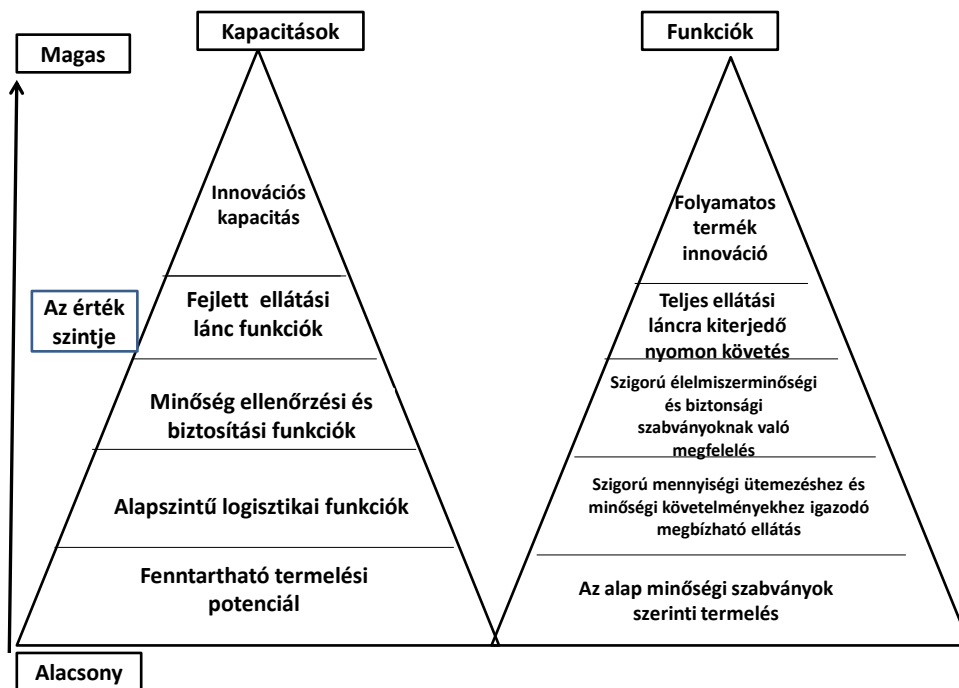 Kapacitások
Funkciók
Magas
Innovációs
kapacitás
Folyamatos
termék
innováció
Az érték
szintje
Fejlett ellátási
lánc funkciók
Teljes ellátási
láncra kiterjedő
nyomon követés
Minőség ellenőrzési és
biztosítási funkciók
Szigorú élelmiszerminőségi
és biztonsági
szabványoknak való
megfelelés
Alapszintű logisztikai funkciók
Szigorú mennyiségi ütemezéshez és
minőségi követelményekhez igazodó
megbízható ellátás
Fenntartható termelési
potenciál
Az alap minőségi szabványok
szerinti termelés
Alacsony